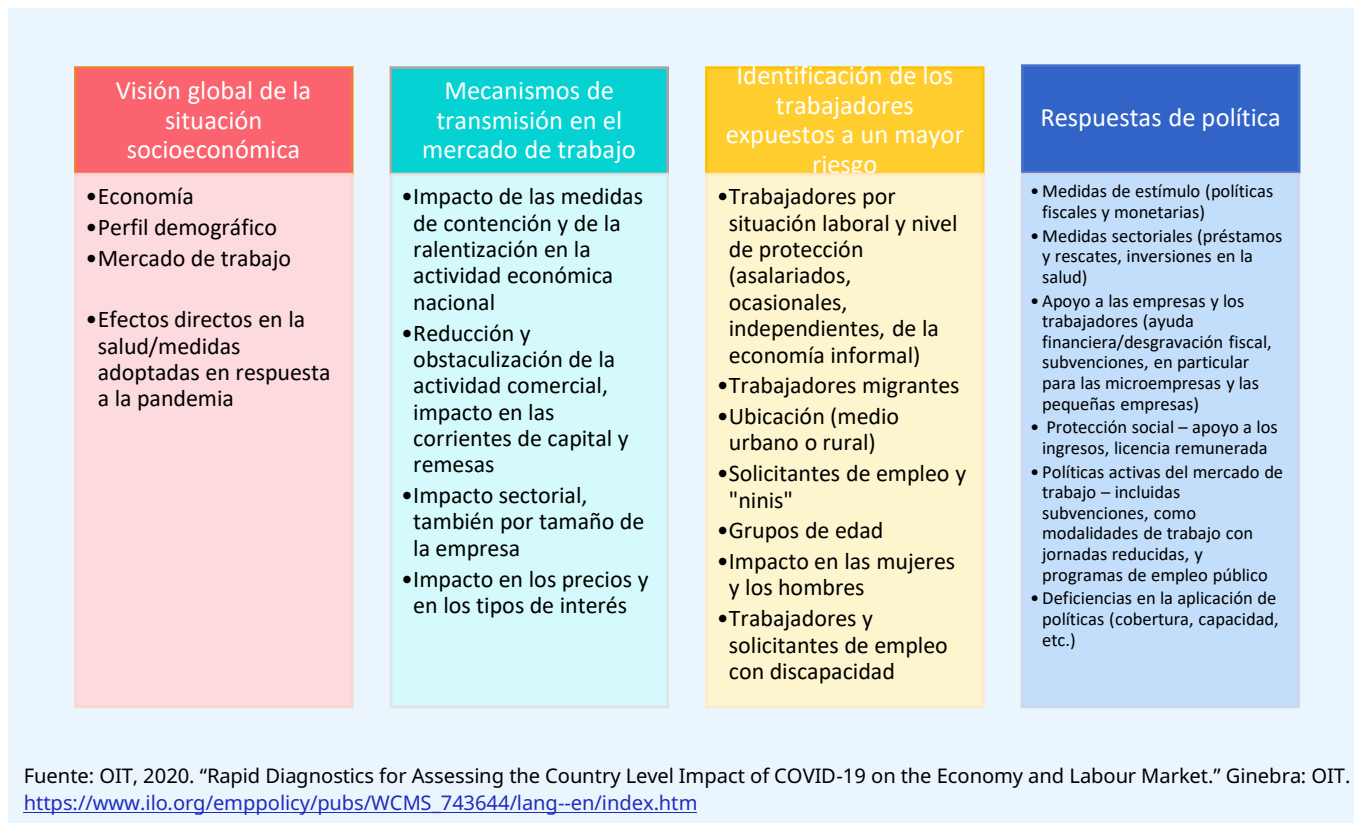 Visión global de la
situación
socioeconómica
•Economía
•Perfil demográfico
•Mercado de trabajo
•Efectos directos en la
salud/medidas
adoptadas en respuesta
a la pandemia
Mecanismos de
transmisión en el
mercado de trabajo
•Impacto de las medidas
de contención y de la
ralentización en la
actividad económica
nacional
•Reducción y
obstaculización de la
actividad comercial,
impacto en las
corrientes de capital y
remesas
•Impacto sectorial,
también por tamaño de
la empresa
•Impacto en los precios y
en los tipos de interés
Identificación de los
trabajadores
expuestos a un mayor
riesgo
•Trabajadores por
situación laboral y nivel
de protección
(asalariados,
ocasionales,
independientes, de la
economía informal)
•Trabajadores migrantes
•Ubicación (medio
urbano o rural)
•Solicitantes de empleo y
"ninis"
•Grupos de edad
•Impacto en las mujeres
y los hombres
•Trabajadores y
solicitantes de empleo
con discapacidad
Respuestas de política
•Medidas de estímulo (políticas
fiscales y monetarias)
•Medidas sectoriales (préstamos
y rescates, inversiones en la
salud)
•Apoyo a las empresas y los
trabajadores (ayuda
financiera/desgravación fiscal,
subvenciones, en particular
para las microempresas y las
pequeñas empresas)
• Protección social – apoyo a los
ingresos, licencia remunerada
•Políticas activas del mercado de
trabajo – incluidas
subvenciones, como
modalidades de trabajo con
jornadas reducidas, y
programas de empleo público
•Deficiencias en la aplicación de
políticas (cobertura, capacidad,
etc.)
Fuente: OIT, 2020. “Rapid Diagnostics for Assessing the Country Level Impact of COVID-19 on the Economy and Labour Market.” Ginebra: OIT.
https://www.ilo.org/emppolicy/pubs/WCMS_743644/lang--en/index.htm